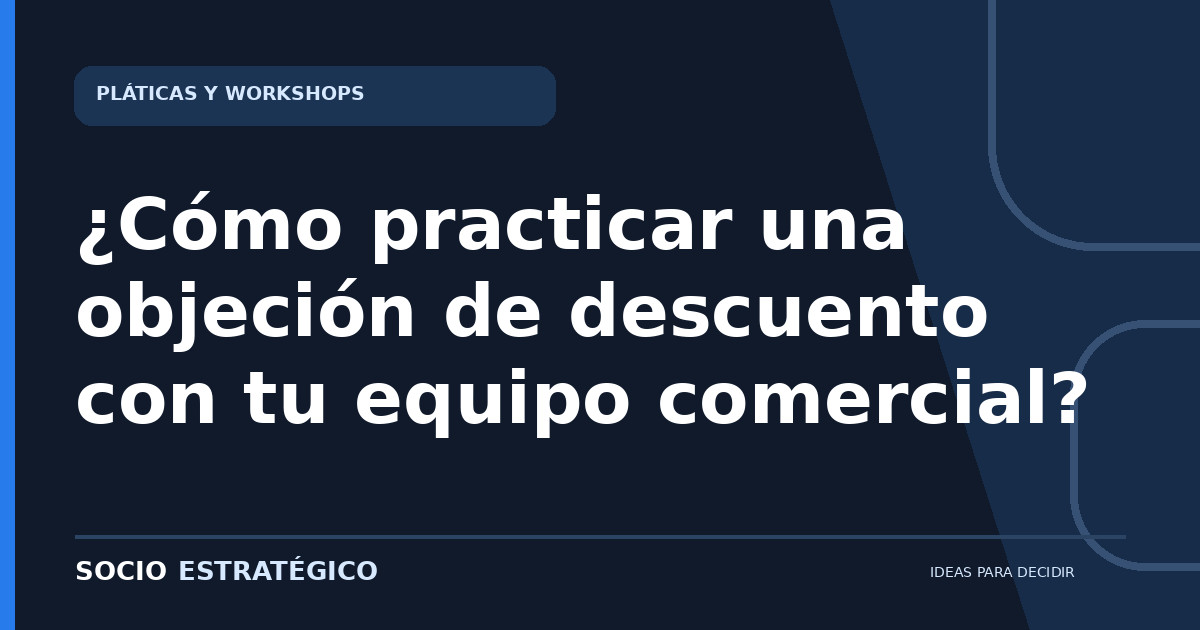 PLÁTICAS Y WORKSHOPS
¿Cómo practicar una
objeción de descuento
con tu equipo comercial?
SOCIO ESTRATÉGICO
IDEAS PARA DECIDIR